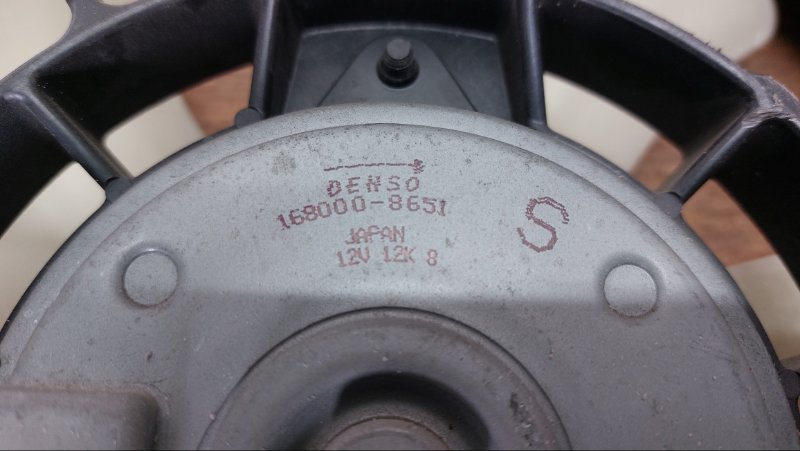 DENSO
168000-8651
S
JAPAN
12V 12K 8